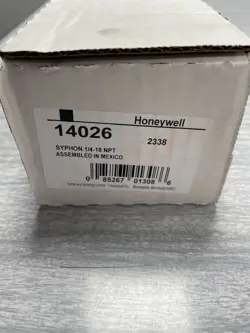 Honeywell
14026
2338
SYPHON 1/4-18 NPT
ASSEMBLED IN MEXICO
0 85267 01308 6